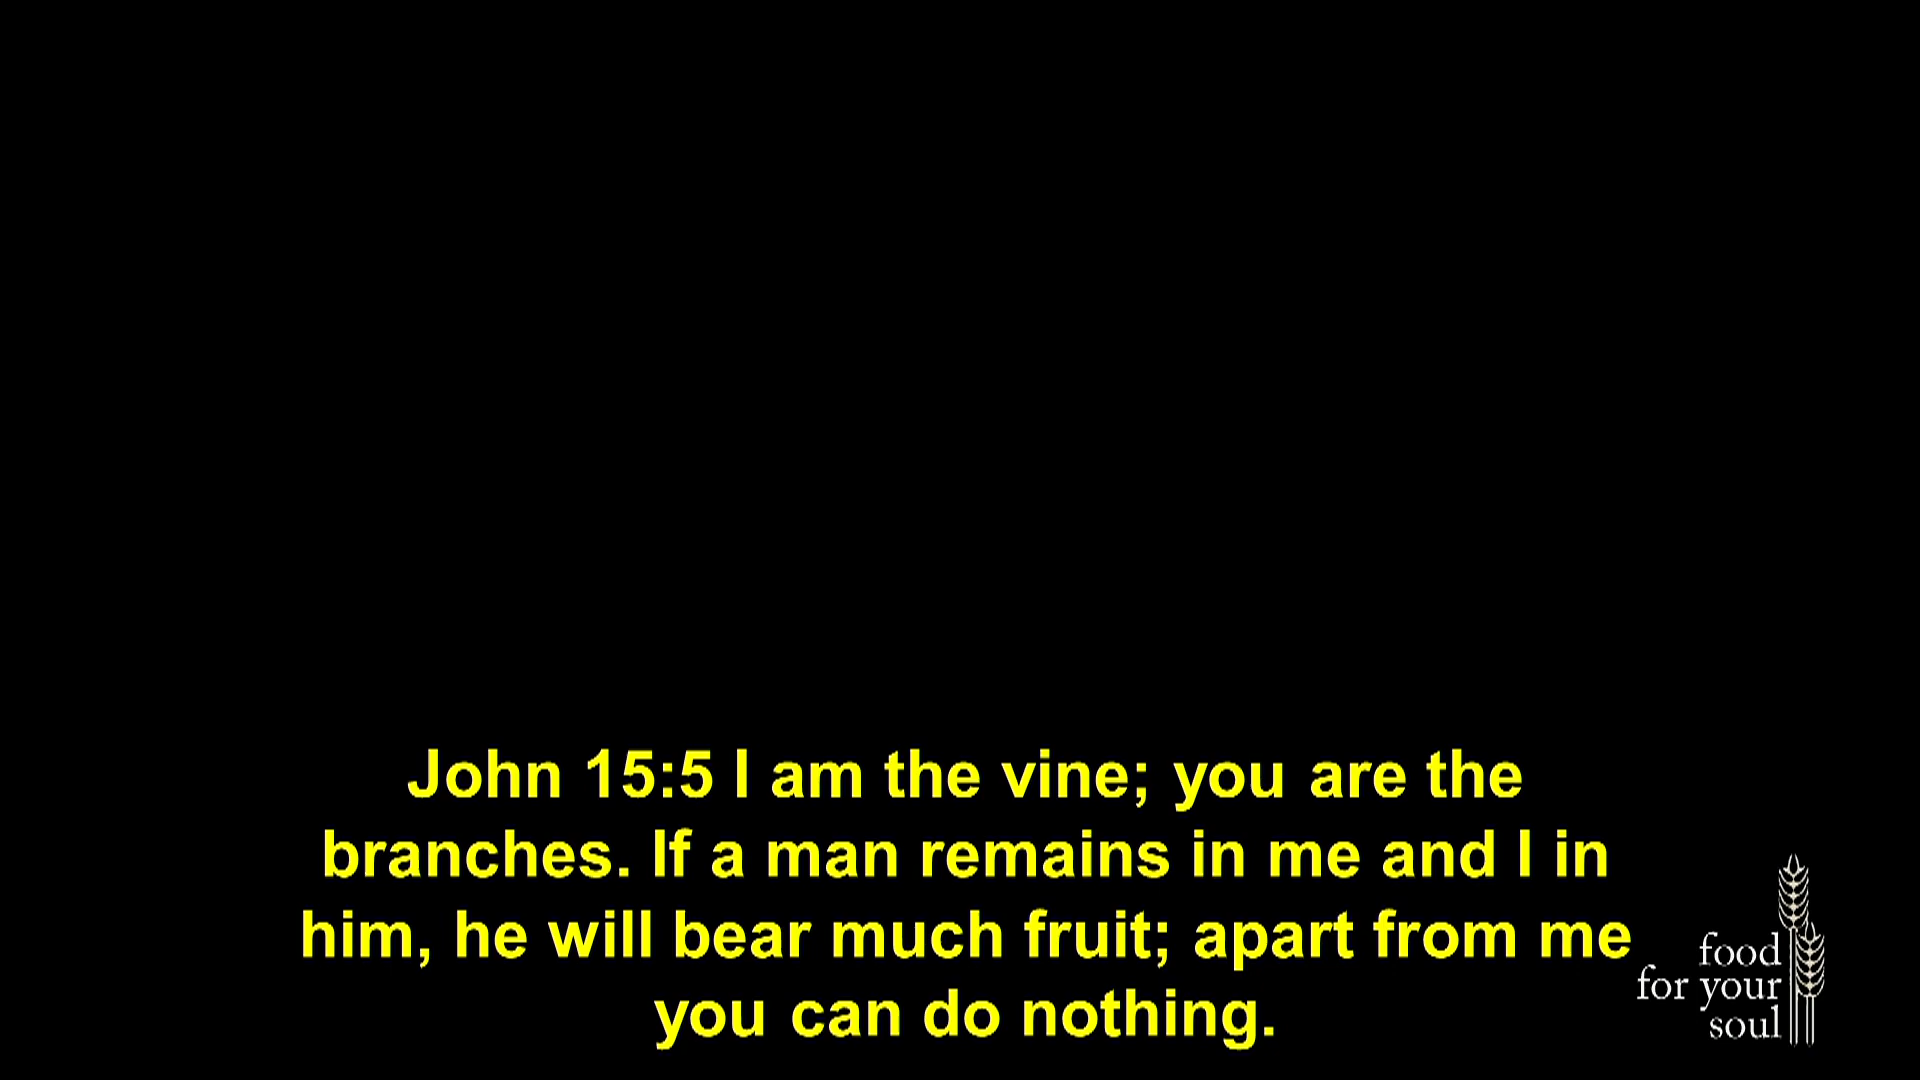 John 15:5 I am the vine; you are the
branches. If a man remains in me and I in
him, he will bear much fruit; apart from me
you can do nothing.
food
for your
soul